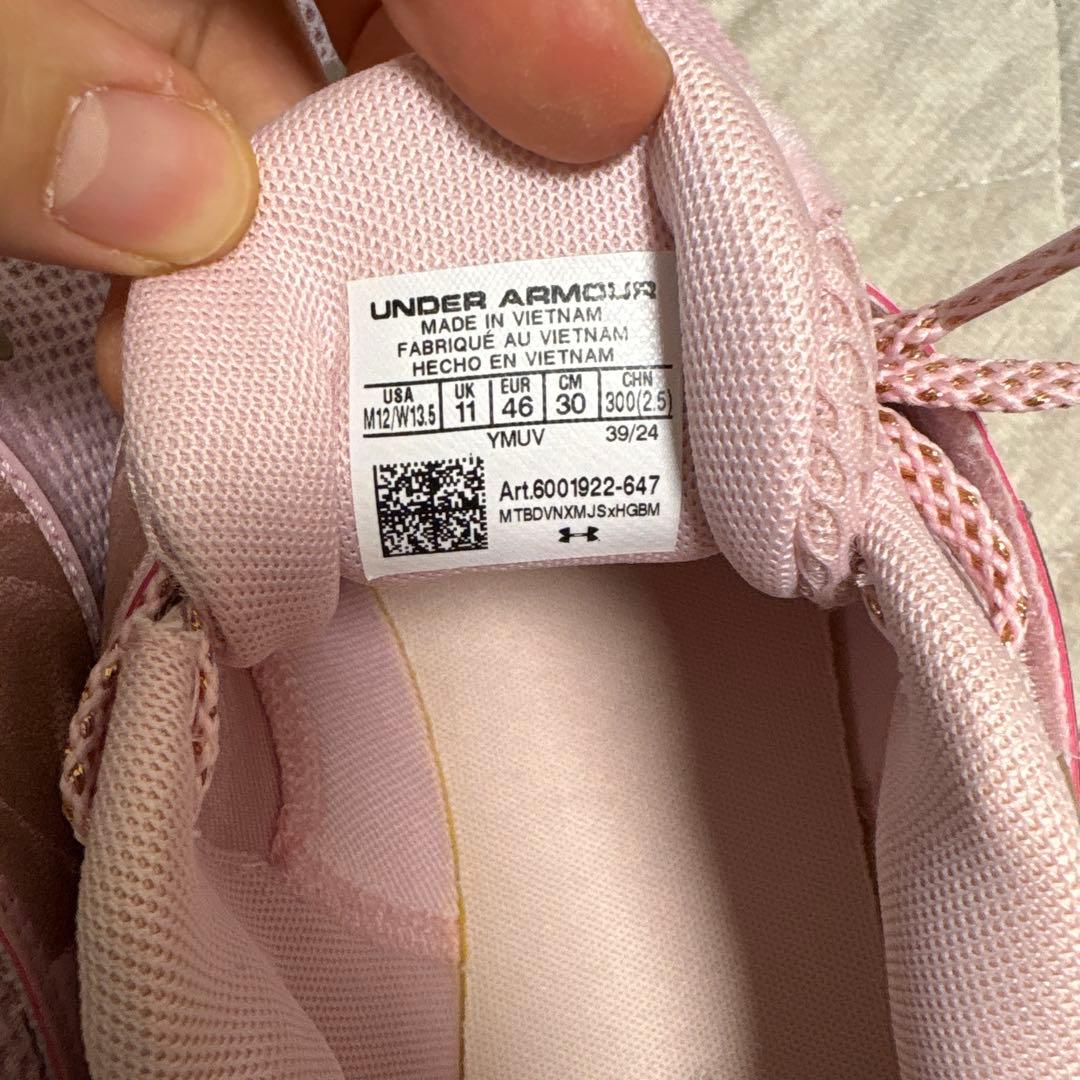 UNDER ARMOUR
MADE IN VIETNAM
FABRIQUÉ AU VIETNAM
HECHO EN VIETNAM
USA UK EUR CM CHN
M12/W13.5 11 46 30 300(2.5)
YMUV 39/24
Art.6001922-647
MTBDVNXMJSxHGBM